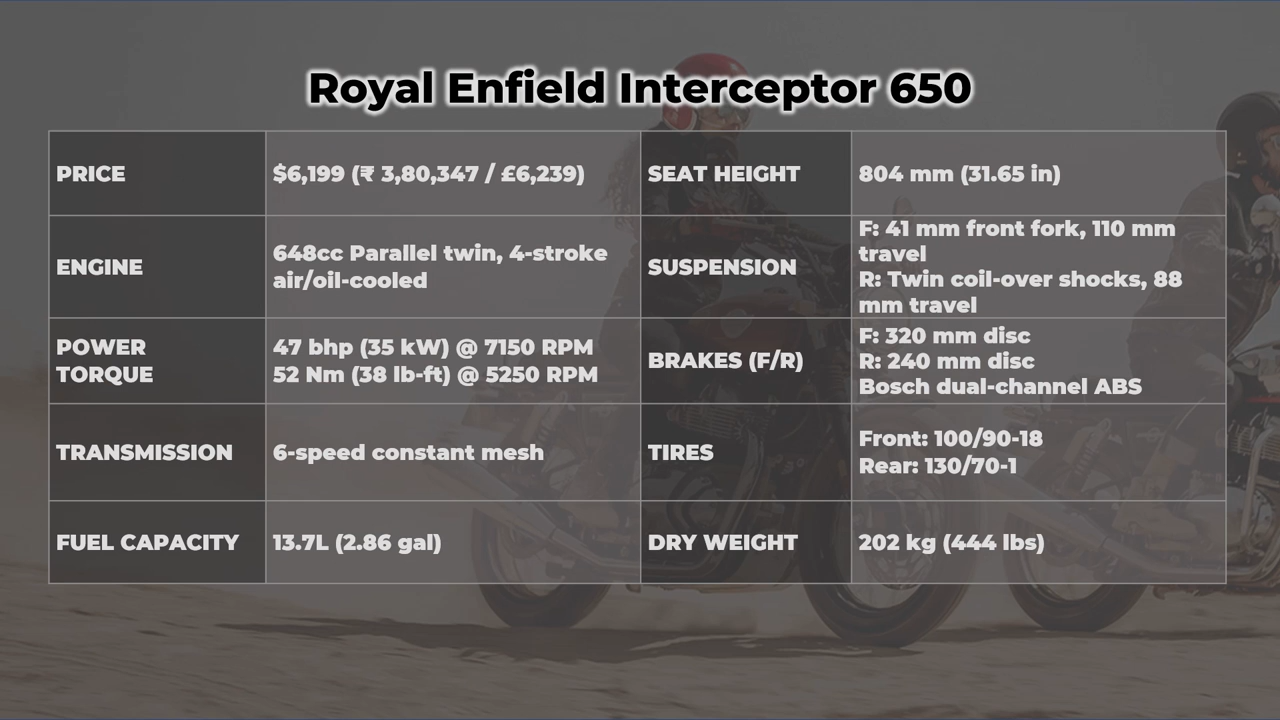 Royal Enfield Interceptor 650
PRICE
$6,199 (₹ 3,80,347 / £6,239)
SEAT HEIGHT
804 mm (31.65 in)
ENGINE
648cc Parallel twin, 4-stroke
air/oil-cooled
SUSPENSION
F: 41 mm front fork, 110 mm
travel
R: Twin coil-over shocks, 88
mm travel
POWER
TORQUE
47 bhp (35 kW) @ 7150 RPM
52 Nm (38 lb-ft) @ 5250 RPM
BRAKES (F/R)
F: 320 mm disc
R: 240 mm disc
Bosch dual-channel ABS
TRANSMISSION
6-speed constant mesh
TIRES
Front: 100/90-18
Rear: 130/70-1
FUEL CAPACITY
13.7L (2.86 gal)
DRY WEIGHT
202 kg (444 lbs)